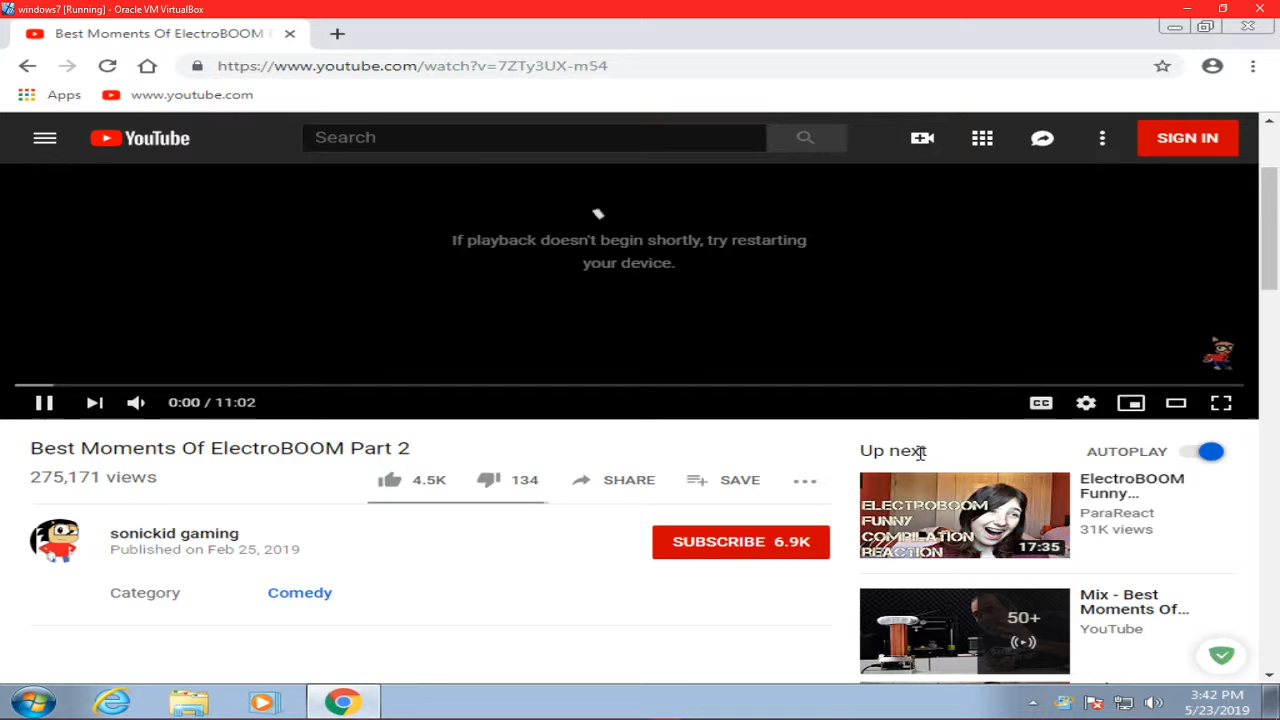 windows7 [Running] - Oracle VM VirtualBox
Best Moments Of ElectroBOOM
https://www.youtube.com/watch?v=7ZTy3UX-m54
Apps www.youtube.com
YouTube Search SIGN IN
If playback doesn't begin shortly, try restarting
your device.
0:00 / 11:02 CC
Best Moments Of ElectroBOOM Part 2
275,171 views
4.5K 134 SHARE SAVE
sonickid gaming
Published on Feb 25, 2019
SUBSCRIBE 6.9K
Category Comedy
Up next AUTOPLAY
ELECTROBOOM
FUNNY
COMPILATION
REACTION
17:35
ElectroBOOM
Funny...
ParaReact
31K views
50+
Mix - Best
Moments Of...
YouTube
3:42 PM
5/23/2019